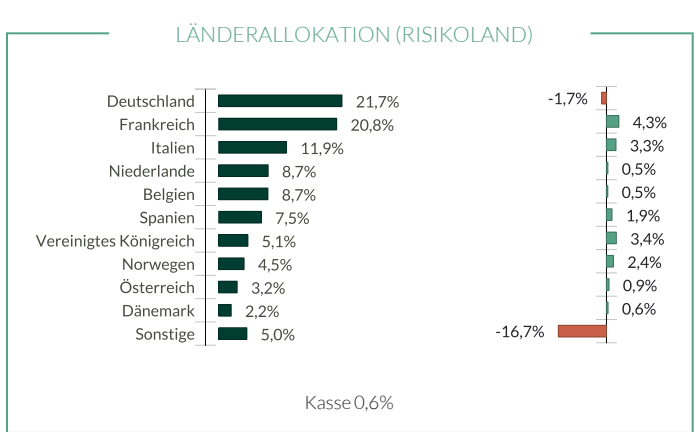 LÄNDERALLOKATION (RISIKOLAND)
Deutschland 21,7% -1,7%
Frankreich 20,8% 4,3%
Italien 11,9% 3,3%
Niederlande 8,7% 0,5%
Belgien 8,7% 0,5%
Spanien 7,5% 1,9%
Vereinigtes Königreich 5,1% 3,4%
Norwegen 4,5% 2,4%
Österreich 3,2% 0,9%
Dänemark 2,2% 0,6%
Sonstige 5,0% -16,7%
Kasse 0,6%